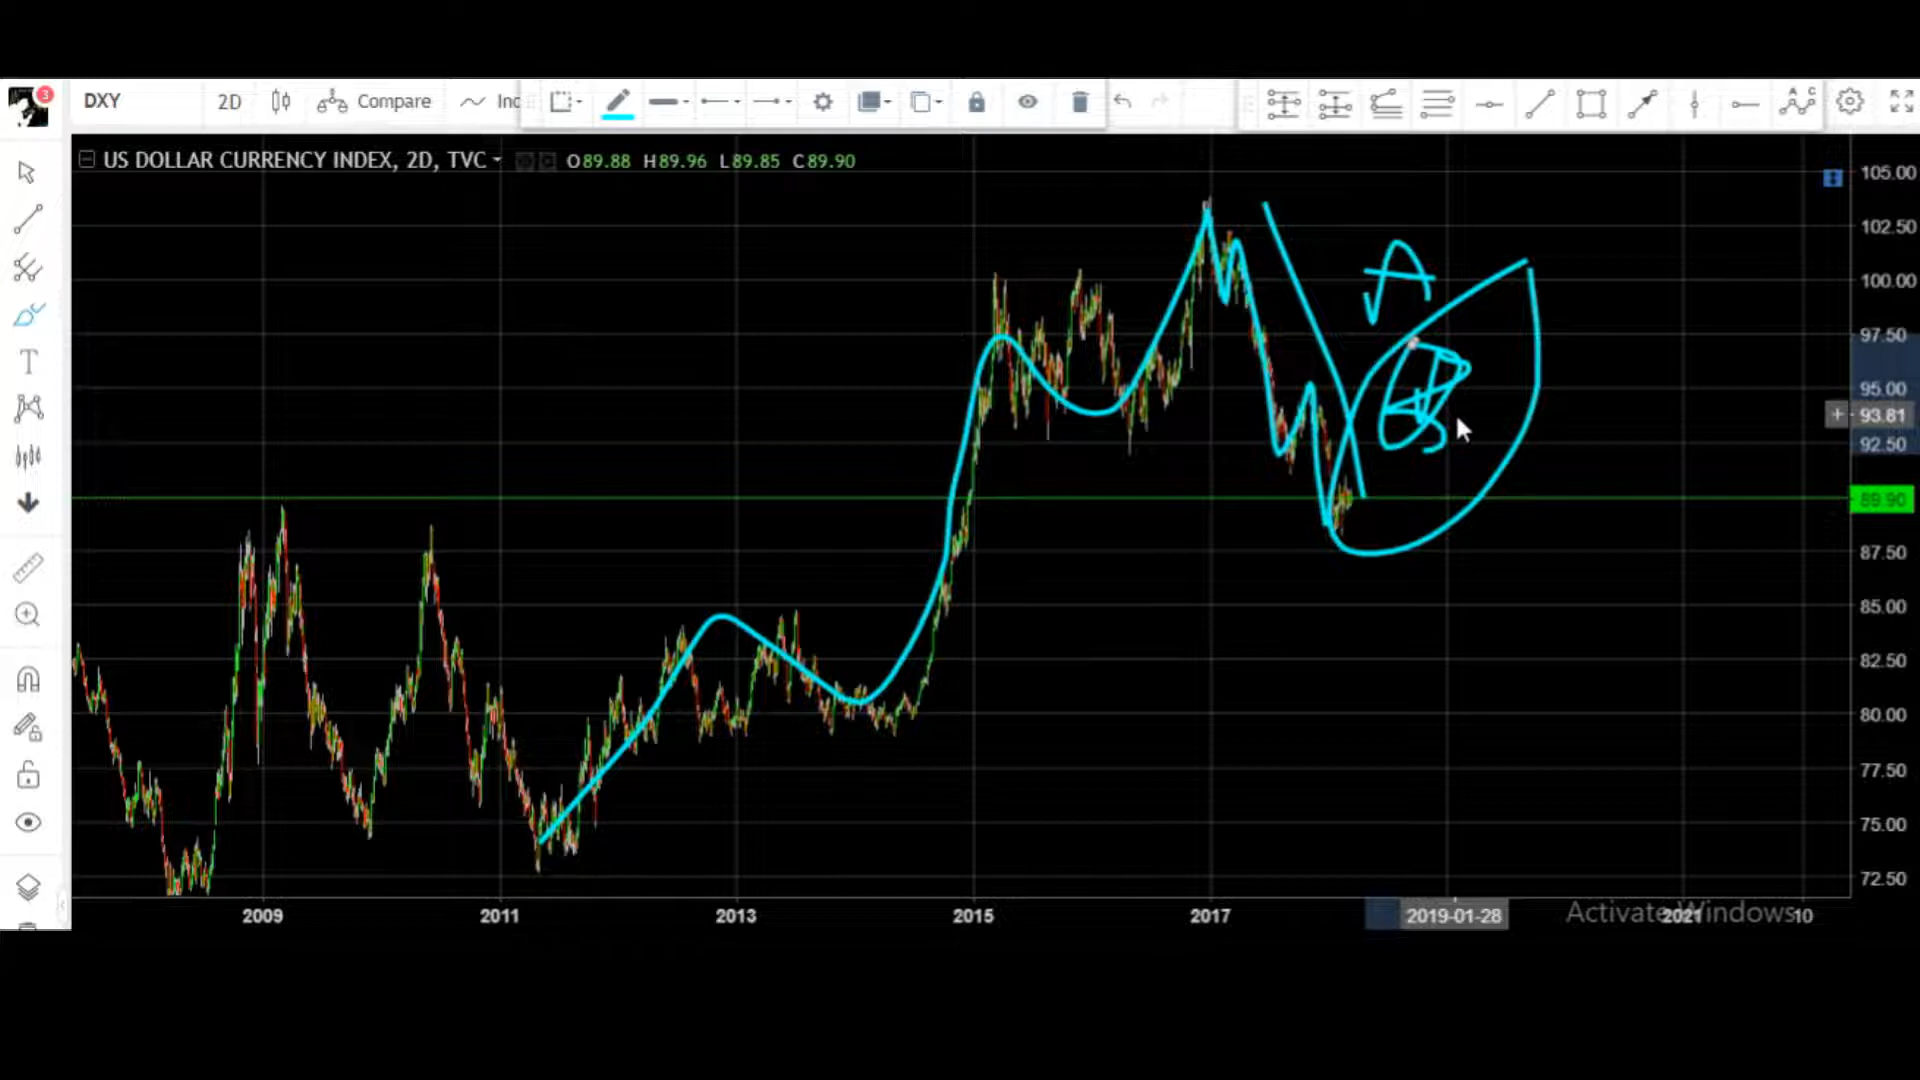 3
DXY 2D Compare Inc
US DOLLAR CURRENCY INDEX, 2D, TVC O89.88 H89.96 L89.85 C89.90
105.00
102.50
100.00
97.50
95.00
93.81
92.50
89.90
87.50
85.00
82.50
80.00
77.50
75.00
72.50
2009 2011 2013 2015 2017 2019-01-28 2021 10
Activate Windows
A
B